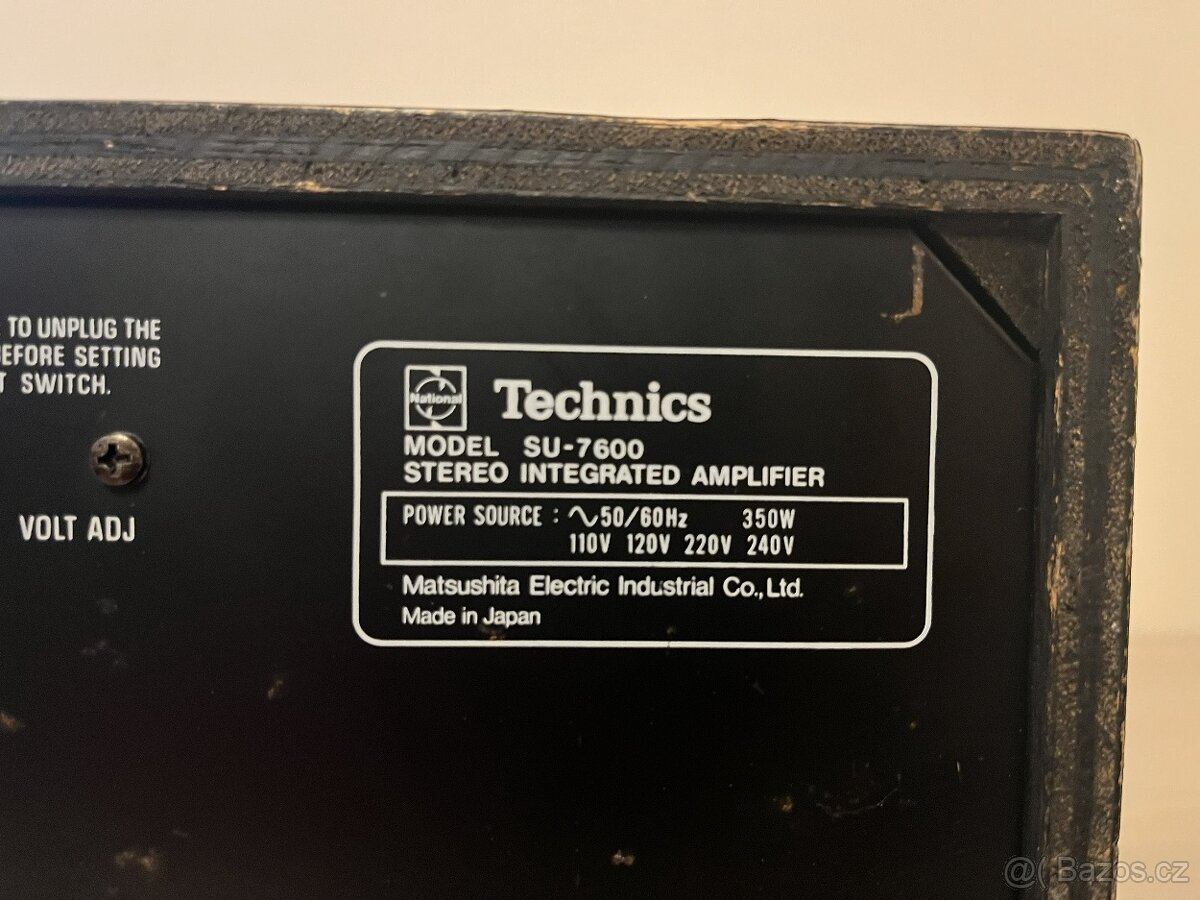 TO UNPLUG THE
BEFORE SETTING
SWITCH.
VOLT ADJ
National
Technics
MODEL SU-7600
STEREO INTEGRATED AMPLIFIER
POWER SOURCE : ∿50/60Hz 350W
110V 120V 220V 240V
Matsushita Electric Industrial Co., Ltd.
Made in Japan
@( Bazos.cz